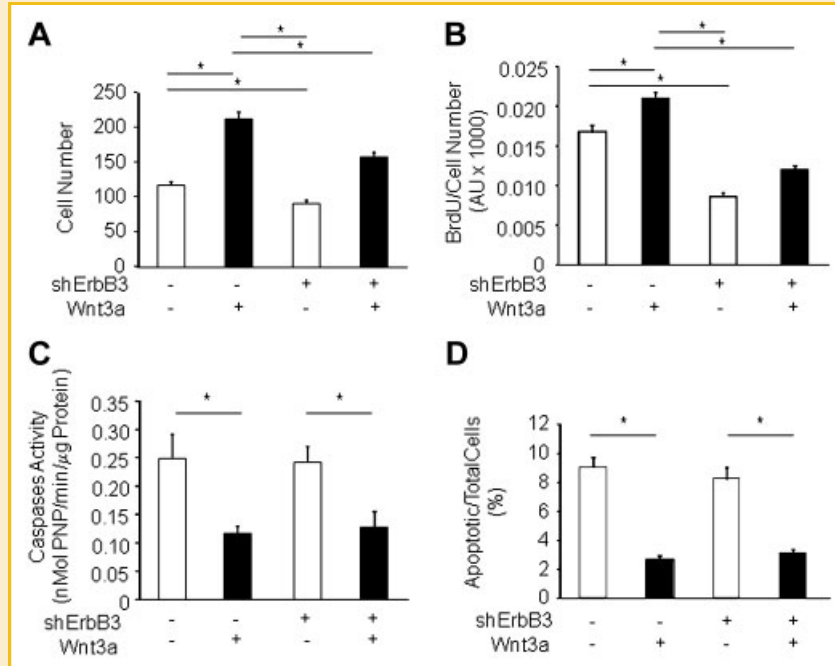 A
*
*
*
*
250
200
150
100
50
0
Cell Number
shErbB3 - - + +
Wnt3a - + - +
B
*
*
*
*
0.025
0.020
0.015
0.010
0.005
0
BrdU/Cell Number
(AU x 1000)
shErbB3 - - + +
Wnt3a - + - +
C
* *
0.35
0.30
0.25
0.20
0.15
0.10
0.05
0
Caspases Activity
(nMol PNP/min/µg Protein)
shErbB3 - - + +
Wnt3a - + - +
D
* *
12
10
8
6
4
2
0
Apoptotic/Total Cells
(%)
shErbB3 - - + +
Wnt3a - + - +